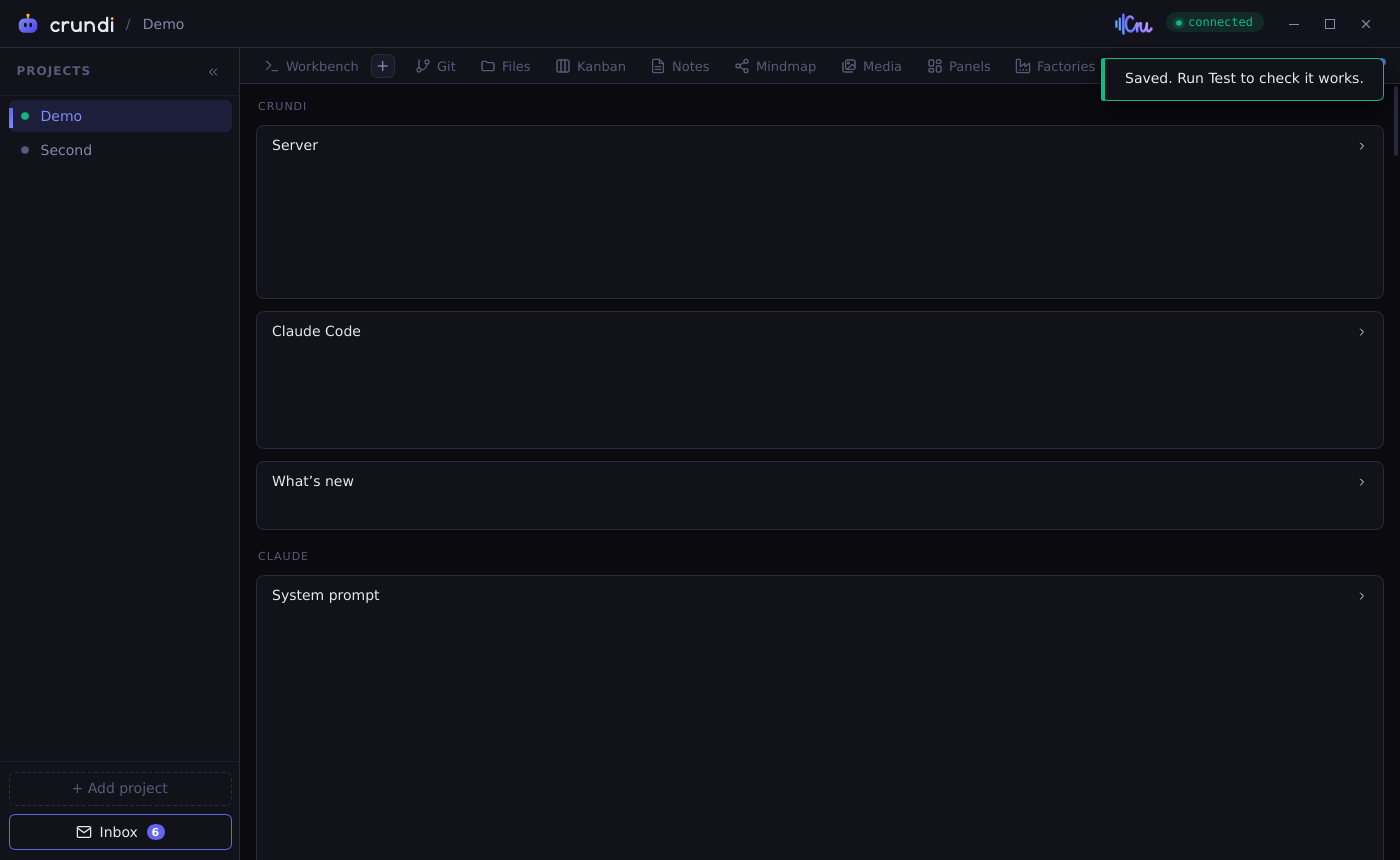 crundi / Demo
Cru
connected
PROJECTS
Demo
Second
+ Add project
Inbox 6
Workbench + Git Files Kanban Notes Mindmap Media Panels Factories
Saved. Run Test to check it works.
CRUNDI
Server
Claude Code
What’s new
CLAUDE
System prompt